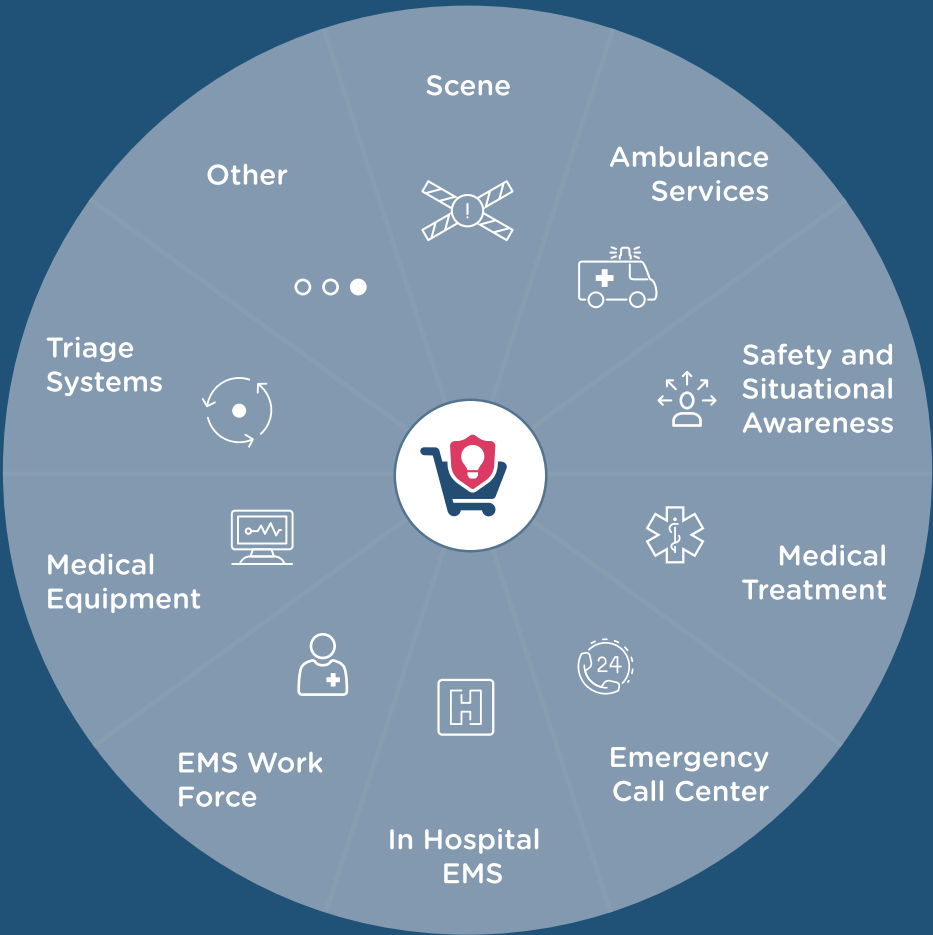 Scene
!
Ambulance
Services
Safety and
Situational
Awareness
Medical
Treatment
24
Emergency
Call Center
H
In Hospital
EMS
EMS Work
Force
Medical
Equipment
Triage
Systems
Other